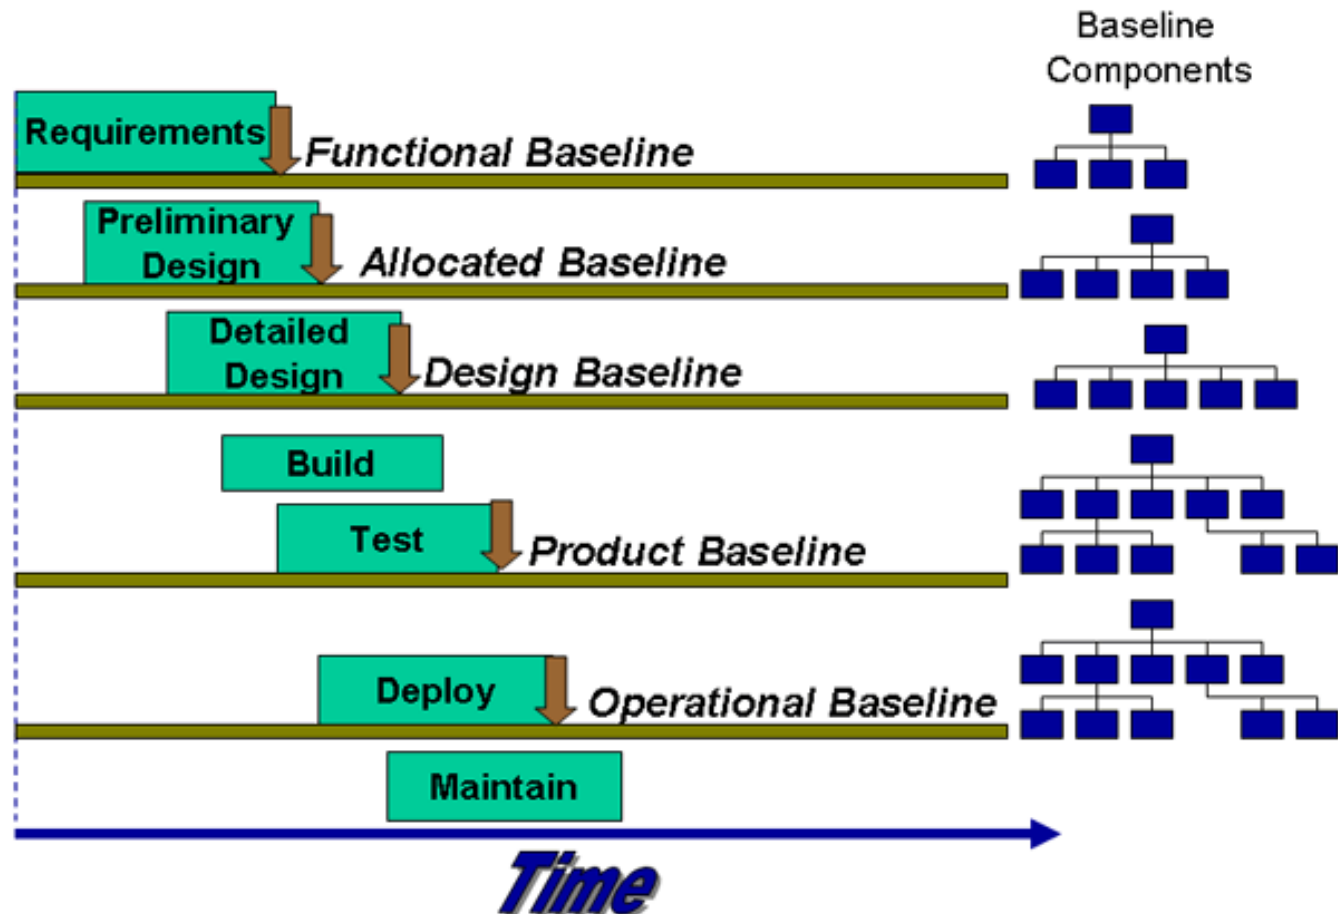 Baseline
Components
Requirements
Functional Baseline
Preliminary
Design
Allocated Baseline
Detailed
Design
Design Baseline
Build
Test
Product Baseline
Deploy
Operational Baseline
Maintain
Time